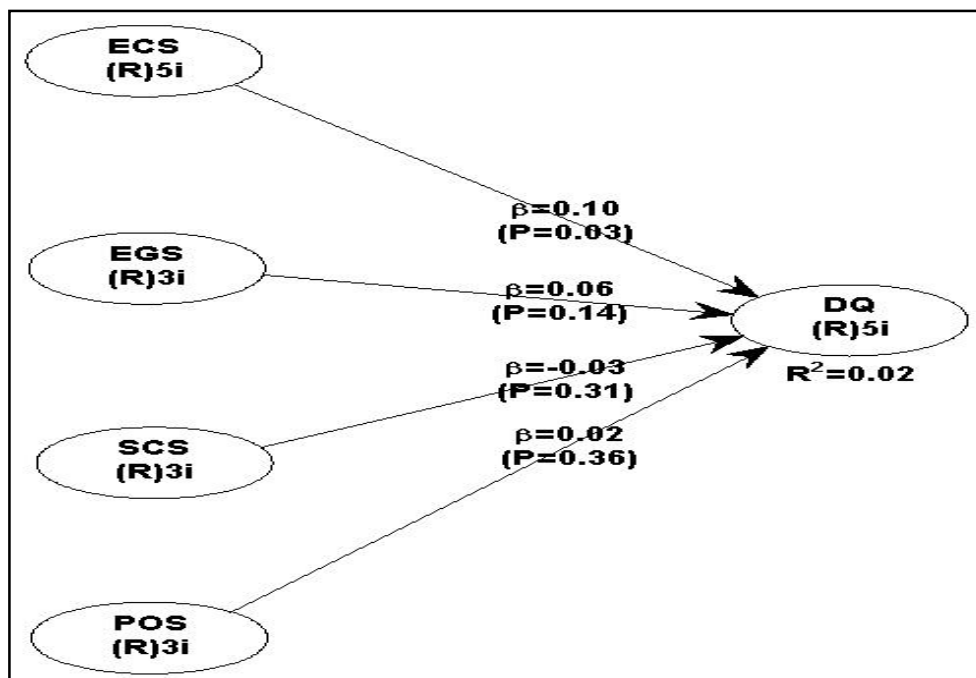 ECS
(R)5i
β=0.10
(P=0.03)
EGS
(R)3i
β=0.06
(P=0.14)
DQ
(R)5i
R²=0.02
β=-0.03
(P=0.31)
SCS
(R)3i
β=0.02
(P=0.36)
POS
(R)3i